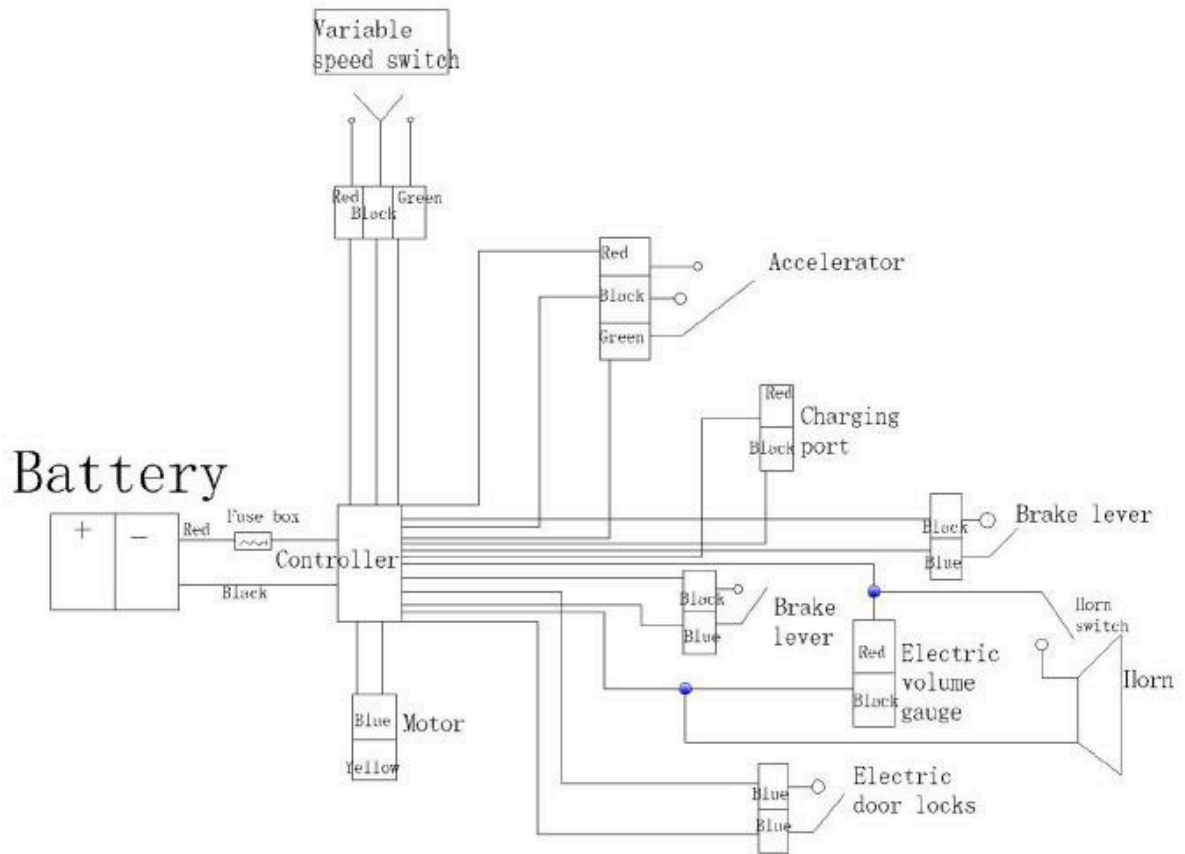 Variable
speed switch
Red
Black
Green
Red
Black
Green
Accelerator
Red
Black
Charging
port
Battery
+
-
Red
Fuse box
Black
Controller
Black
Blue
Brake lever
Black
Blue
Brake
lever
Horn
switch
Red
Black
Electric
volume
gauge
Horn
Blue
Yellow
Motor
Blue
Blue
Electric
door locks